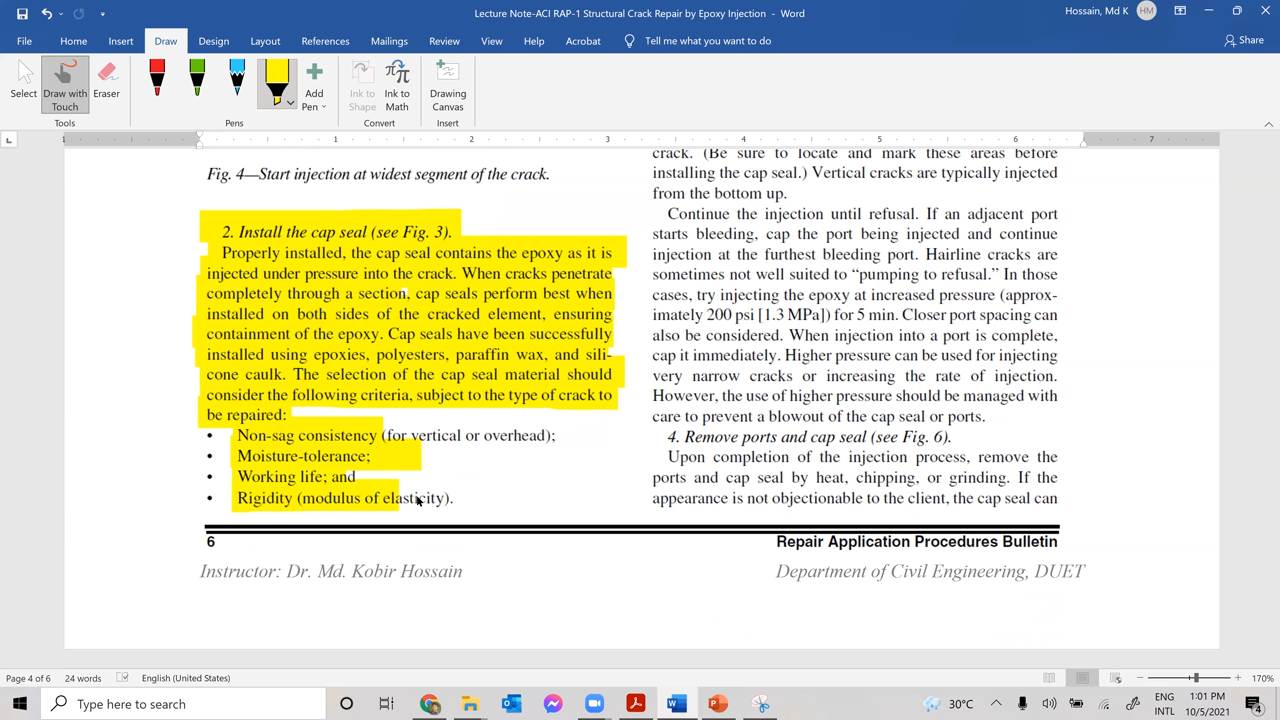 Lecture Note-ACI RAP-1 Structural Crack Repair by Epoxy Injection - Word
Hossain, Md K
HM
File
Home
Insert
Draw
Design
Layout
References
Mailings
Review
View
Help
Acrobat
Tell me what you want to do
Share
Select
Draw with Touch
Eraser
Add Pen
Ink to Shape
Ink to Math
Drawing Canvas
Tools
Pens
Convert
Insert
1 1 2 3 4 5 6 7
Fig. 4—Start injection at widest segment of the crack.
2. Install the cap seal (see Fig. 3).
Properly installed, the cap seal contains the epoxy as it is
injected under pressure into the crack. When cracks penetrate
completely through a section, cap seals perform best when
installed on both sides of the cracked element, ensuring
containment of the epoxy. Cap seals have been successfully
installed using epoxies, polyesters, paraffin wax, and sili-
cone caulk. The selection of the cap seal material should
consider the following criteria, subject to the type of crack to
be repaired:
• Non-sag consistency (for vertical or overhead);
• Moisture-tolerance;
• Working life; and
• Rigidity (modulus of elasticity).
crack. (Be sure to locate and mark these areas before
installing the cap seal.) Vertical cracks are typically injected
from the bottom up.
Continue the injection until refusal. If an adjacent port
starts bleeding, cap the port being injected and continue
injection at the furthest bleeding port. Hairline cracks are
sometimes not well suited to “pumping to refusal.” In those
cases, try injecting the epoxy at increased pressure (approx-
imately 200 psi [1.3 MPa]) for 5 min. Closer port spacing can
also be considered. When injection into a port is complete,
cap it immediately. Higher pressure can be used for injecting
very narrow cracks or increasing the rate of injection.
However, the use of higher pressure should be managed with
care to prevent a blowout of the cap seal or ports.
4. Remove ports and cap seal (see Fig. 6).
Upon completion of the injection process, remove the
ports and cap seal by heat, chipping, or grinding. If the
appearance is not objectionable to the client, the cap seal can
6
Repair Application Procedures Bulletin
Instructor: Dr. Md. Kobir Hossain
Department of Civil Engineering, DUET
Page 4 of 6
24 words
English (United States)
170%
Type here to search
30°C
ENG
INTL
1:01 PM
10/5/2021
4